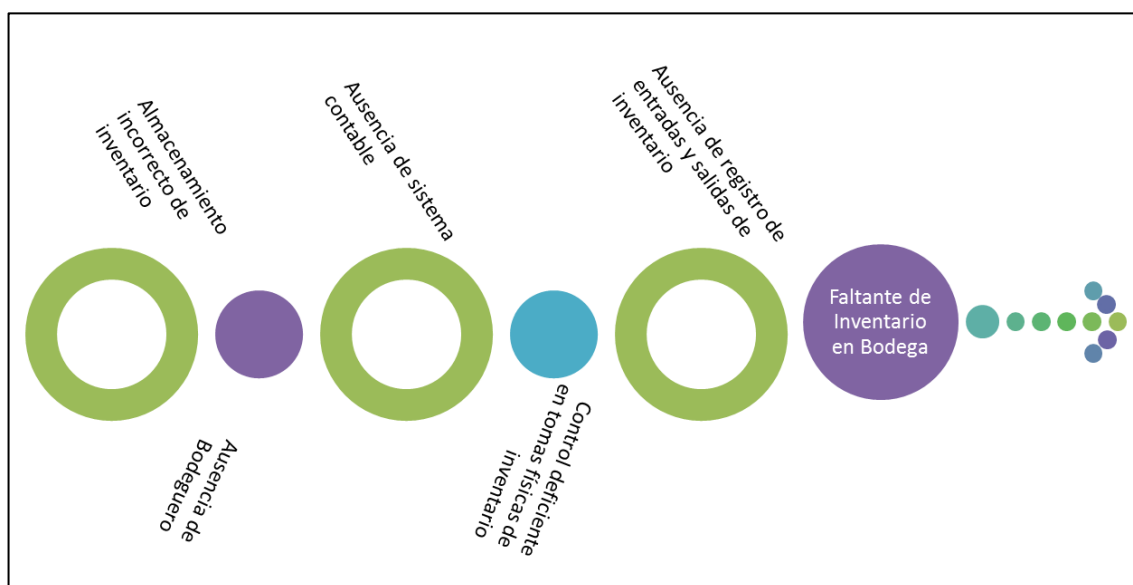 Almacenamiento
incorrecto de
inventario
Ausencia de
Bodeguero
Ausencia de sistema
contable
Control deficiente
en tomas físicas de
inventario
Ausencia de registro de
entradas y salidas de
inventario
Faltante de
Inventario
en Bodega